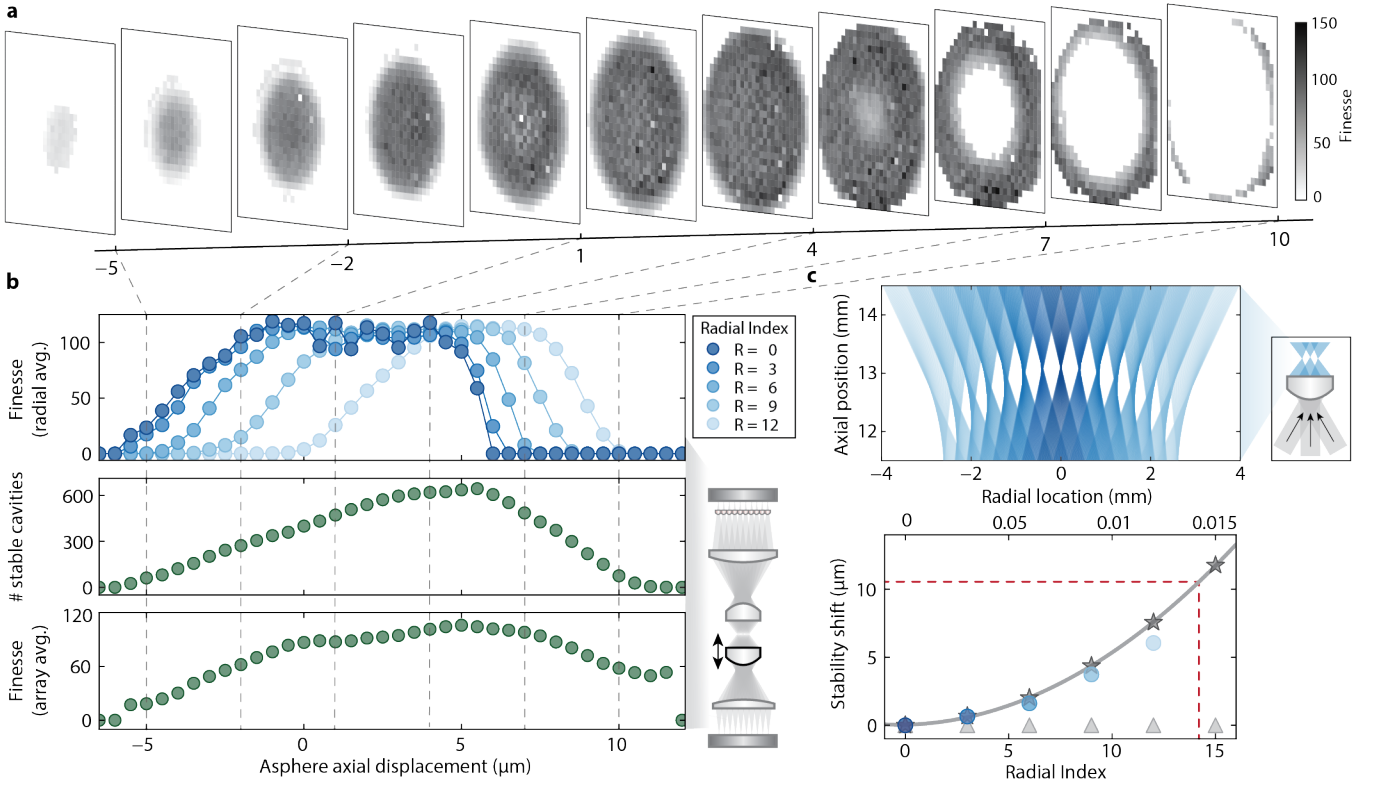 a
150
100
50
0
Finesse
−5
−2
1
4
7
10
b
Finesse
(radial avg.)
100
50
0
Radial Index
R = 0
R = 3
R = 6
R = 9
R = 12
# stable cavities
600
300
0
Finesse
(array avg.)
120
60
0
−5
0
5
10
Asphere axial displacement (µm)
c
Axial position (mm)
14
13
12
−4
−2
0
2
4
Radial location (mm)
0
0.06
0.01
0.015
Stability shift (µm)
10
5
0
0
5
10
15
Radial Index